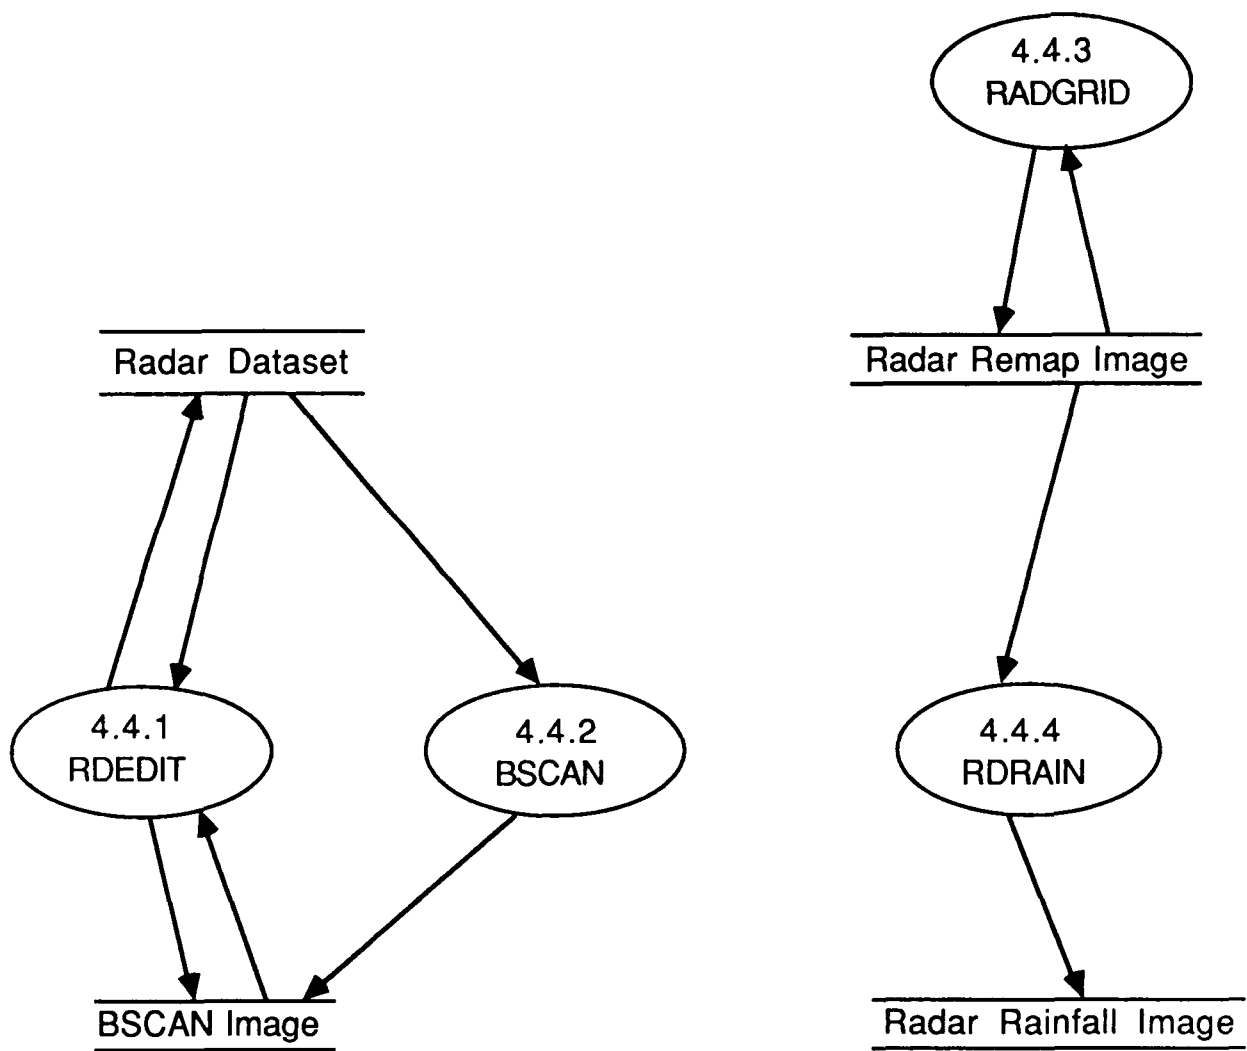 4.4.3
RADGRID
Radar Dataset
Radar Remap Image
4.4.1
RDEDIT
4.4.2
BSCAN
4.4.4
RDRAIN
BSCAN Image
Radar Rainfall Image